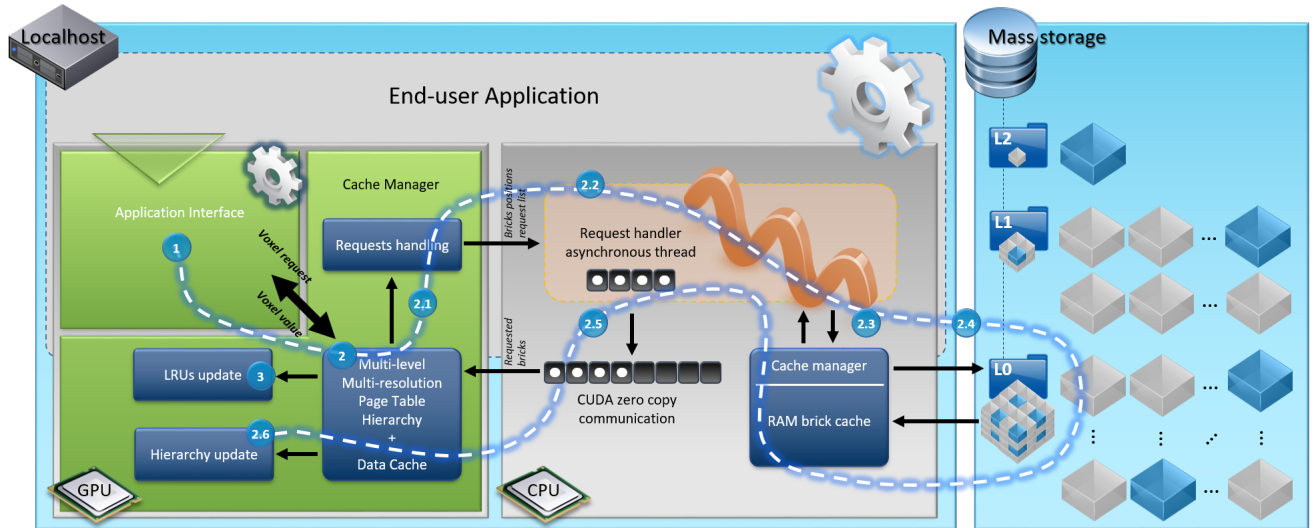 Localhost
Mass storage
End-user Application
L2
Cache Manager
2.2
Application Interface
1
Requests handling
Bricks positions
request list
Request handler
asynchronous thread
L1
...
Voxel request
Voxel value
2.1
2.5
2.3
2.4
Requested
bricks
2
LRUs update
3
Multi-level
Multi-resolution
Page Table
Hierarchy
+
Data Cache
CUDA zero copy
communication
Cache manager
RAM brick cache
L0
...
2.6
Hierarchy update
GPU
CPU
...